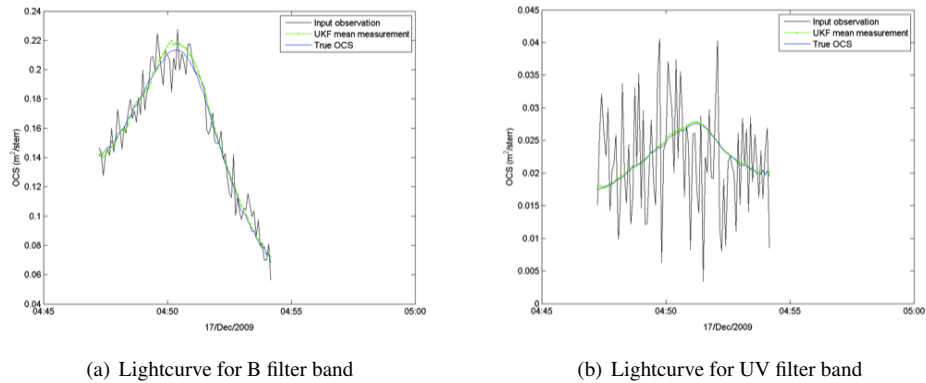 Input observation
UKF mean measurement
True OCS
0.24
0.22
0.2
0.18
0.16
0.14
0.12
0.1
0.08
0.06
0.04
OCS (m²/sterr)
04:45
04:50
04:55
05:00
17/Dec/2009
(a) Lightcurve for B filter band
Input observation
UKF mean measurement
True OCS
0.045
0.04
0.035
0.03
0.025
0.02
0.015
0.01
0.005
0
OCS (m²/sterr)
04:45
04:50
04:55
05:00
17/Dec/2009
(b) Lightcurve for UV filter band